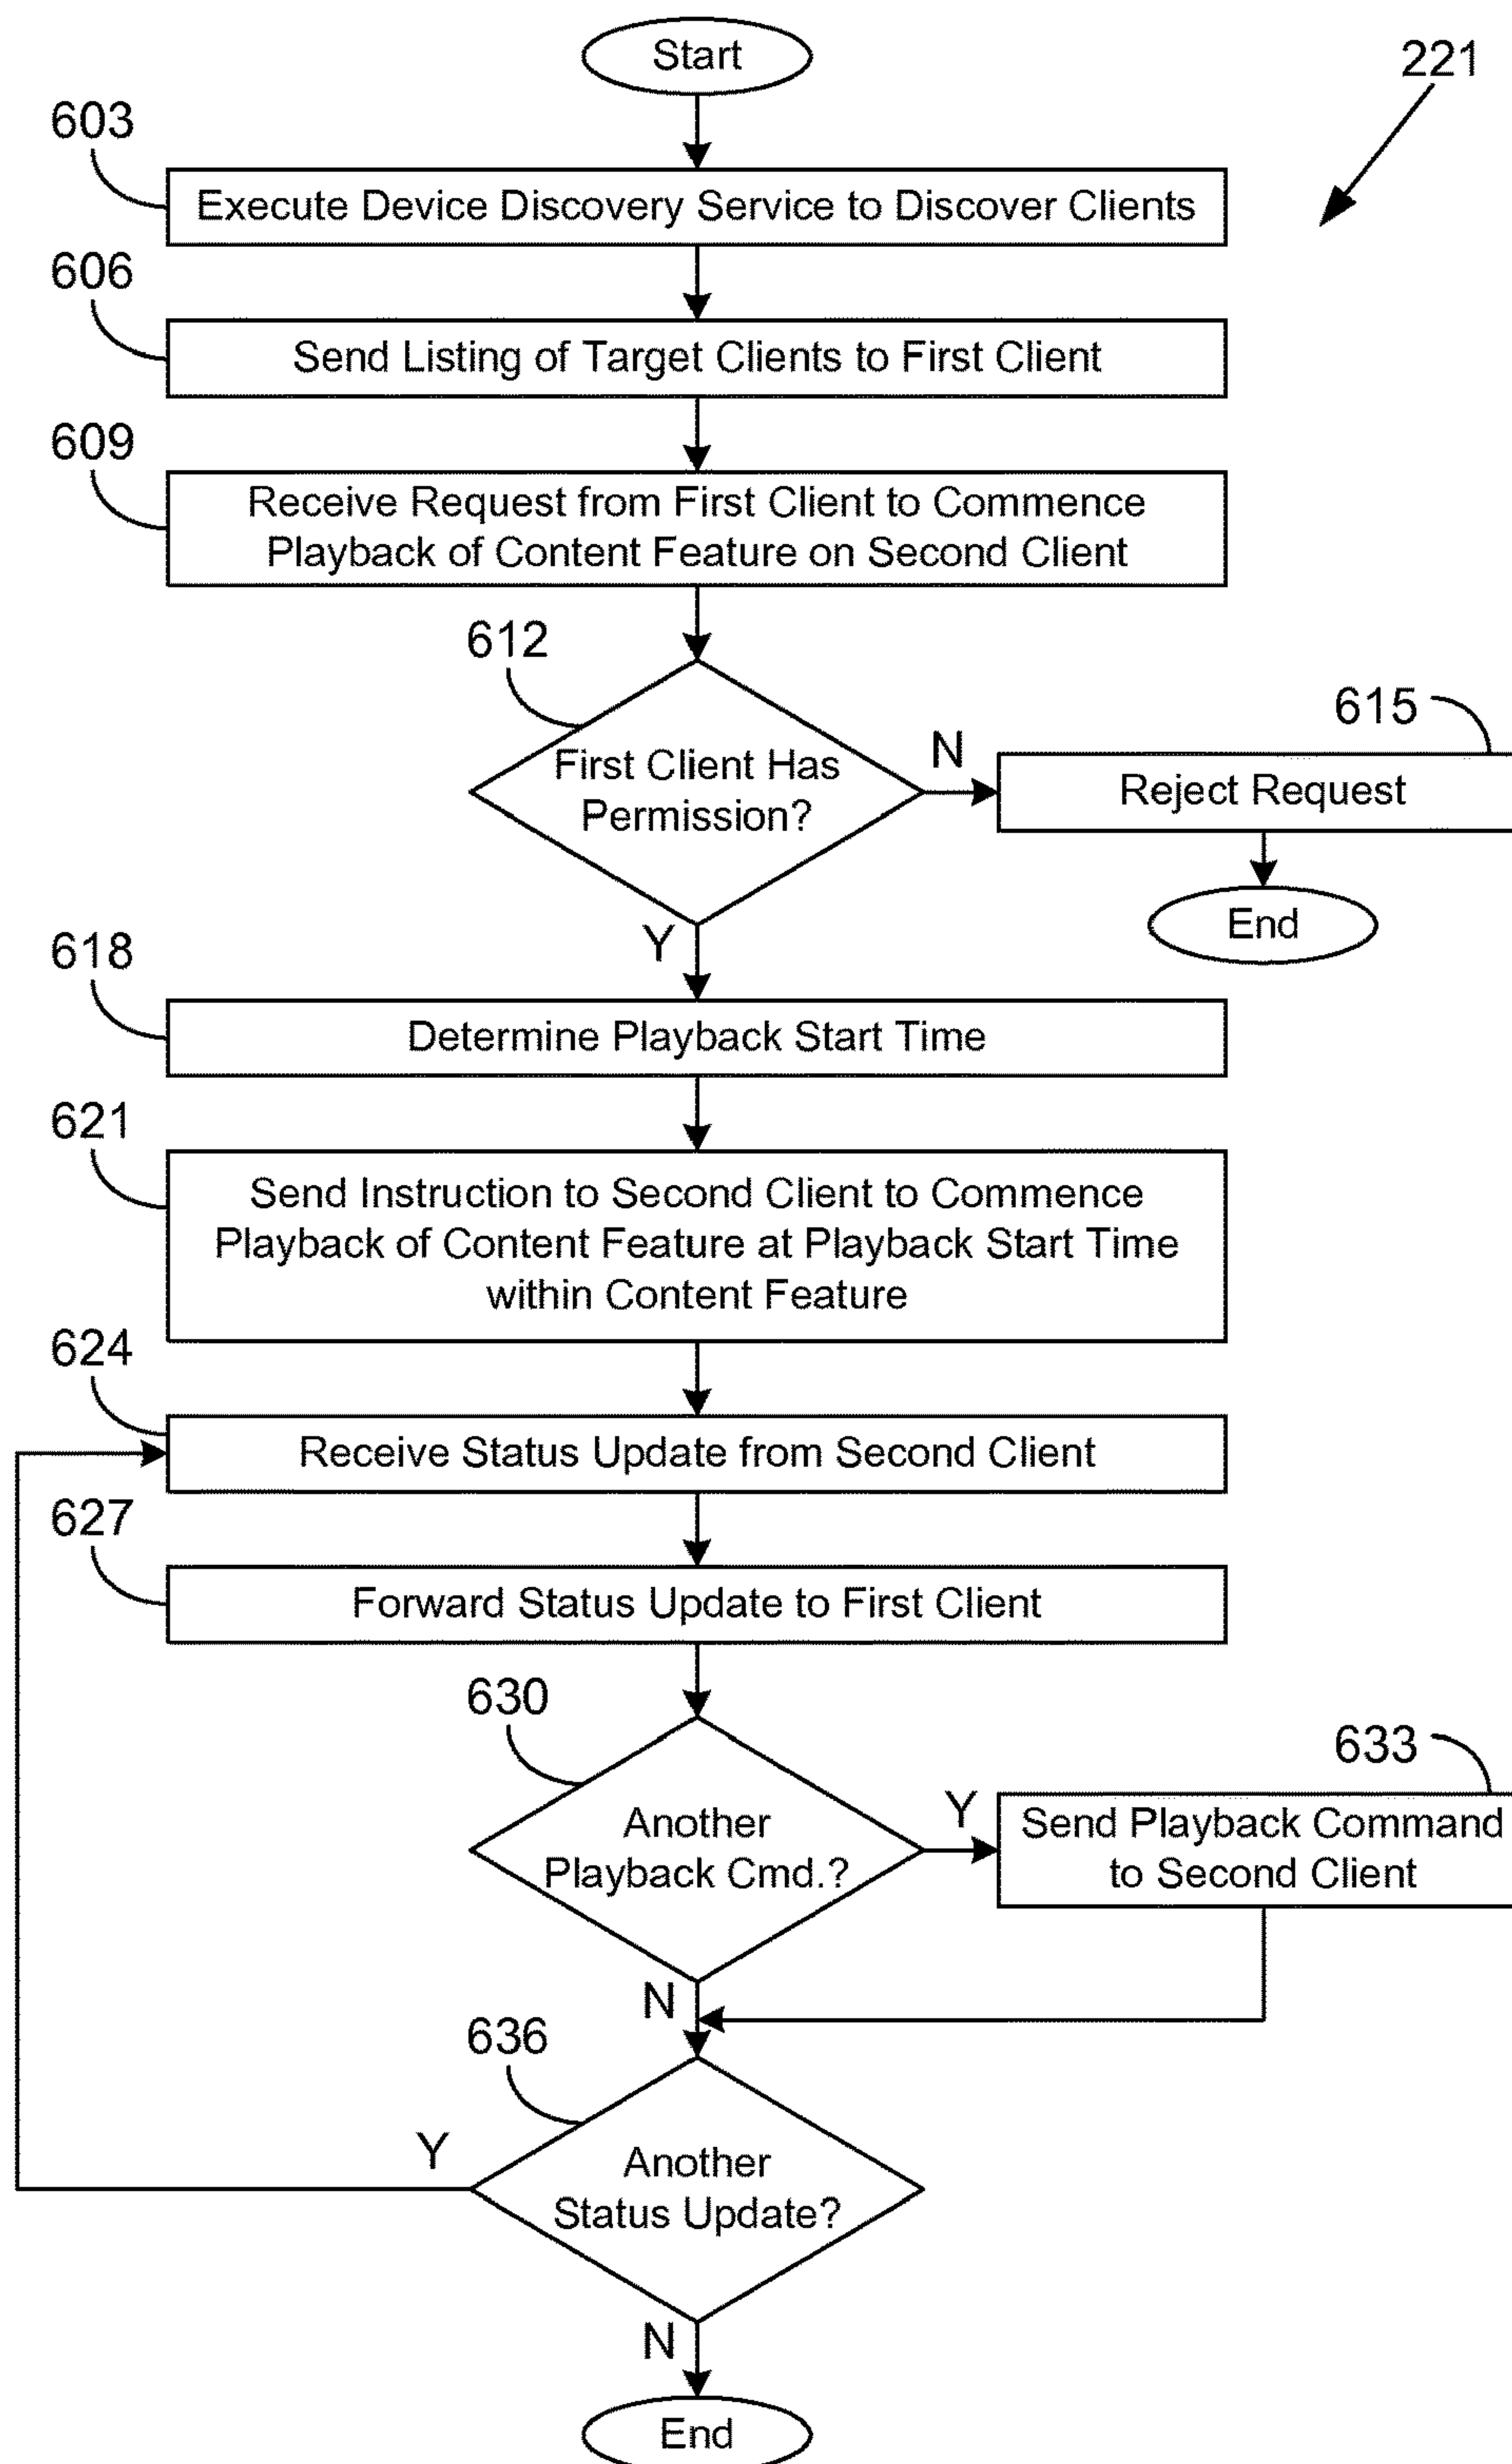 Start
221
603
Execute Device Discovery Service to Discover Clients
606
Send Listing of Target Clients to First Client
609
Receive Request from First Client to Commence
Playback of Content Feature on Second Client
612
First Client Has
Permission?
N
615
Reject Request
End
Y
618
Determine Playback Start Time
621
Send Instruction to Second Client to Commence
Playback of Content Feature at Playback Start Time
within Content Feature
624
Receive Status Update from Second Client
627
Forward Status Update to First Client
630
Another
Playback Cmd.?
Y
633
Send Playback Command
to Second Client
N
636
Another
Status Update?
Y
N
End